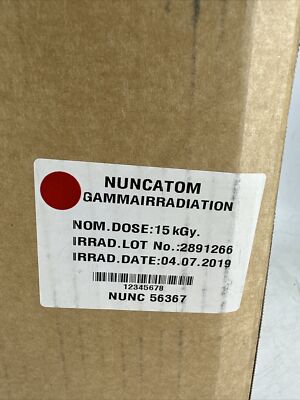 NUNCATOM
GAMMAIRRADIATION
NOM.DOSE:15 kGy.
IRRAD.LOT No.:2891266
IRRAD.DATE:04.07.2019
12345678
NUNC 56367